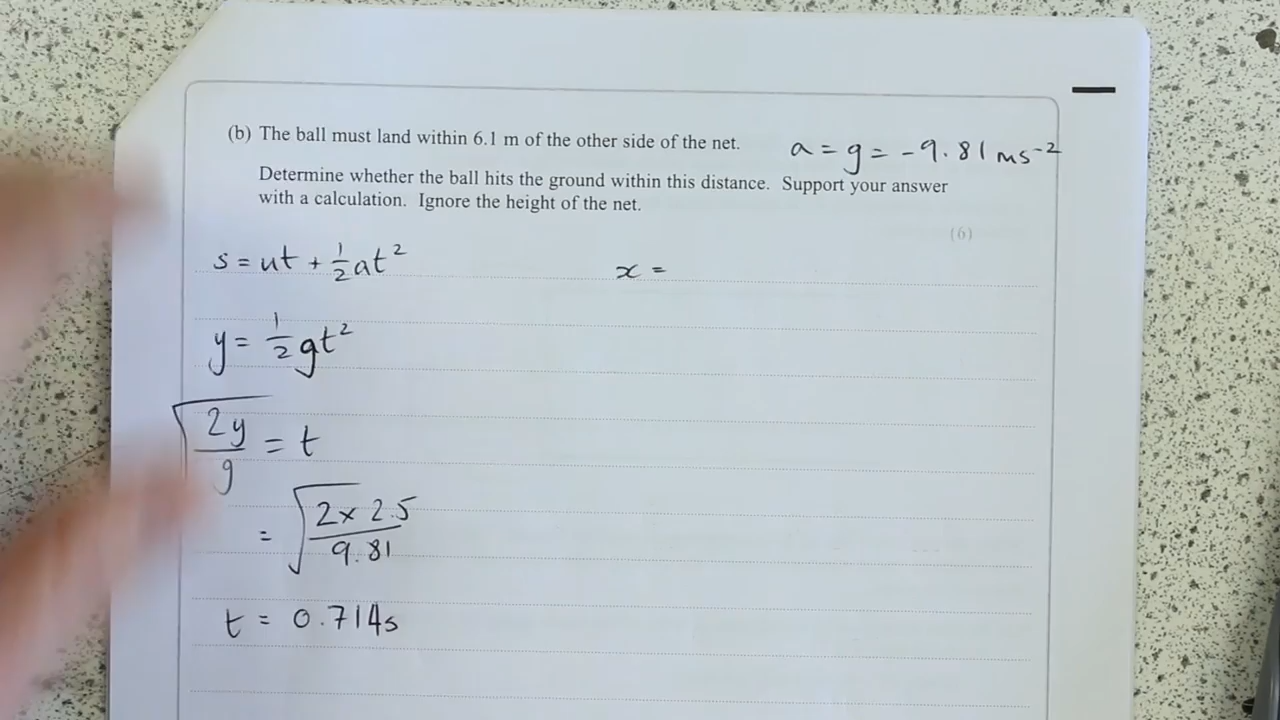 (b) The ball must land within 6.1 m of the other side of the net.
a = g = -9.81 ms⁻²
Determine whether the ball hits the ground within this distance. Support your answer
with a calculation. Ignore the height of the net.
(6)
s = ut + ½at²
x =
y = ½gt²
√(2y/g) = t
= √(2 × 2.5/9.81)
t = 0.714s